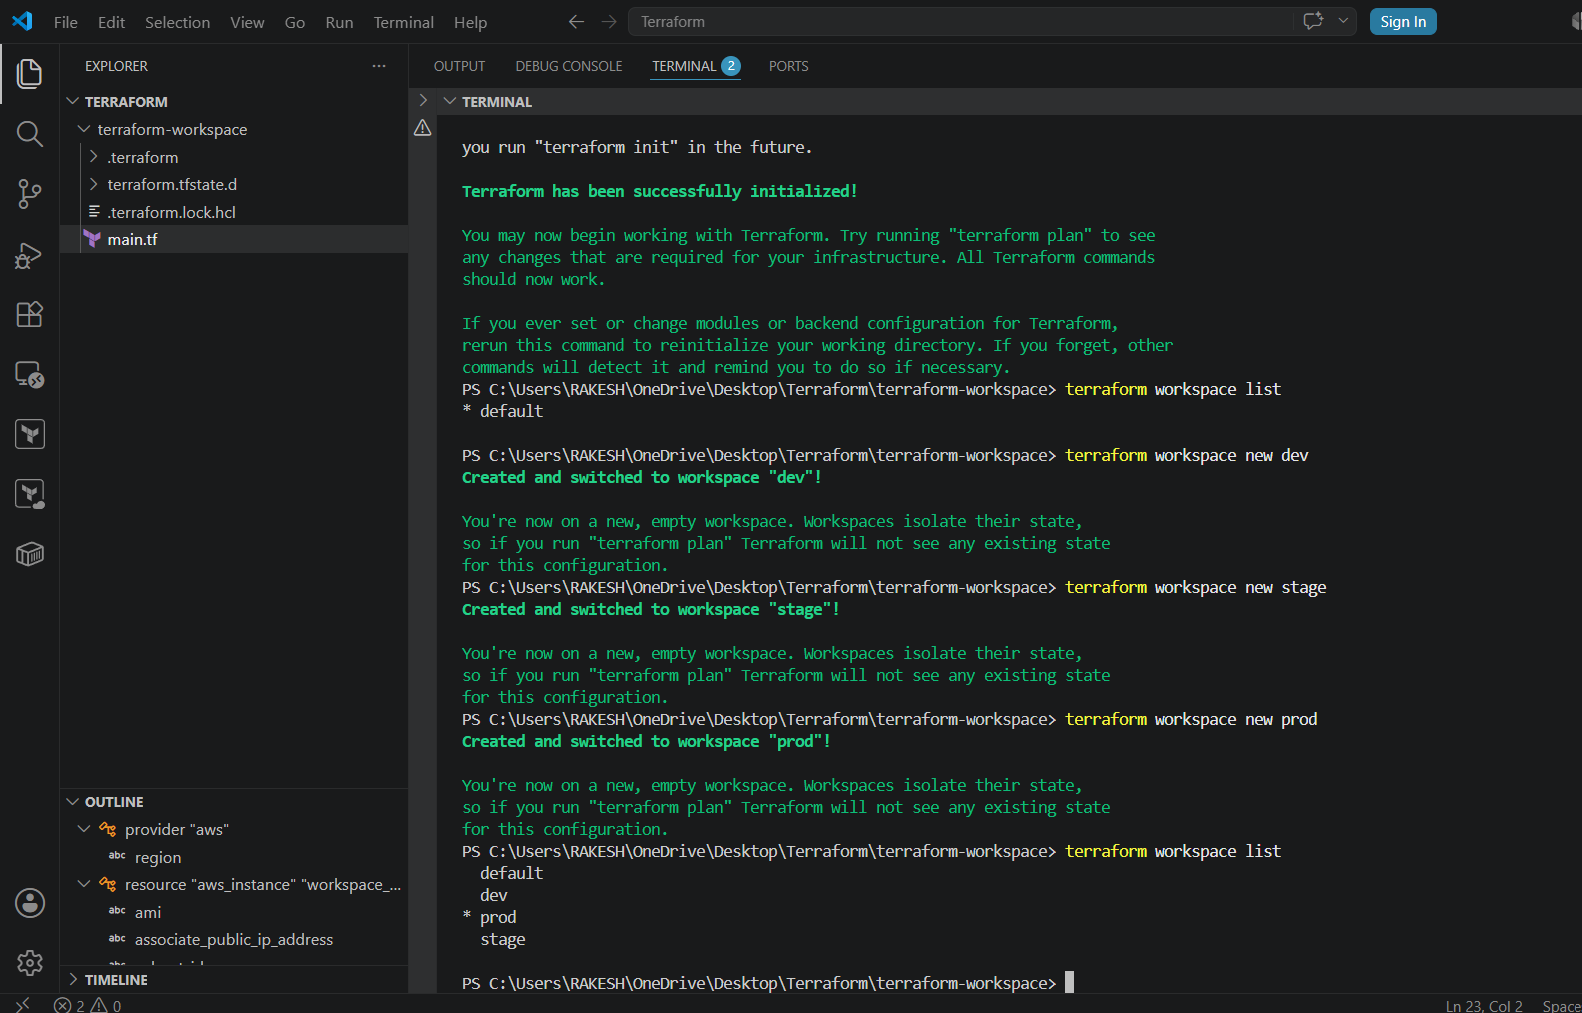 File Edit Selection View Go Run Terminal Help
Terraform
Sign In
EXPLORER
TERRAFORM
terraform-workspace
.terraform
terraform.tfstate.d
.terraform.lock.hcl
main.tf
OUTLINE
provider "aws"
abc region
resource "aws_instance" "workspace_...
abc ami
abc associate_public_ip_address
TIMELINE
OUTPUT DEBUG CONSOLE TERMINAL 2 PORTS
TERMINAL
you run "terraform init" in the future.
Terraform has been successfully initialized!
You may now begin working with Terraform. Try running "terraform plan" to see
any changes that are required for your infrastructure. All Terraform commands
should now work.
If you ever set or change modules or backend configuration for Terraform,
rerun this command to reinitialize your working directory. If you forget, other
commands will detect it and remind you to do so if necessary.
PS C:\Users\RAKESH\OneDrive\Desktop\Terraform\terraform-workspace> terraform workspace list
* default
PS C:\Users\RAKESH\OneDrive\Desktop\Terraform\terraform-workspace> terraform workspace new dev
Created and switched to workspace "dev"!
You're now on a new, empty workspace. Workspaces isolate their state,
so if you run "terraform plan" Terraform will not see any existing state
for this configuration.
PS C:\Users\RAKESH\OneDrive\Desktop\Terraform\terraform-workspace> terraform workspace new stage
Created and switched to workspace "stage"!
You're now on a new, empty workspace. Workspaces isolate their state,
so if you run "terraform plan" Terraform will not see any existing state
for this configuration.
PS C:\Users\RAKESH\OneDrive\Desktop\Terraform\terraform-workspace> terraform workspace new prod
Created and switched to workspace "prod"!
You're now on a new, empty workspace. Workspaces isolate their state,
so if you run "terraform plan" Terraform will not see any existing state
for this configuration.
PS C:\Users\RAKESH\OneDrive\Desktop\Terraform\terraform-workspace> terraform workspace list
default
dev
* prod
stage
PS C:\Users\RAKESH\OneDrive\Desktop\Terraform\terraform-workspace>
2 0
Ln 23, Col 2 Space